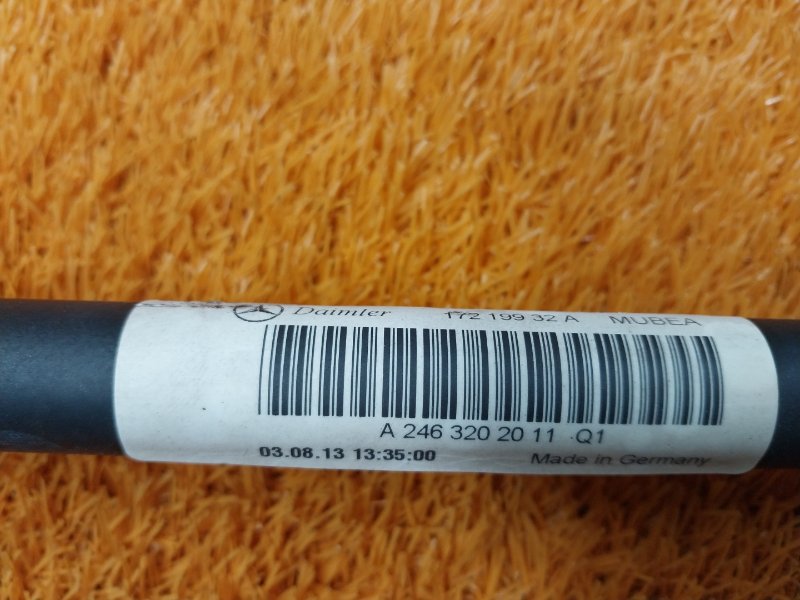 Daimler 172 199 32 A MUBEA
A 246 320 20 11 Q1
03.08.13 13:35:00 Made in Germany